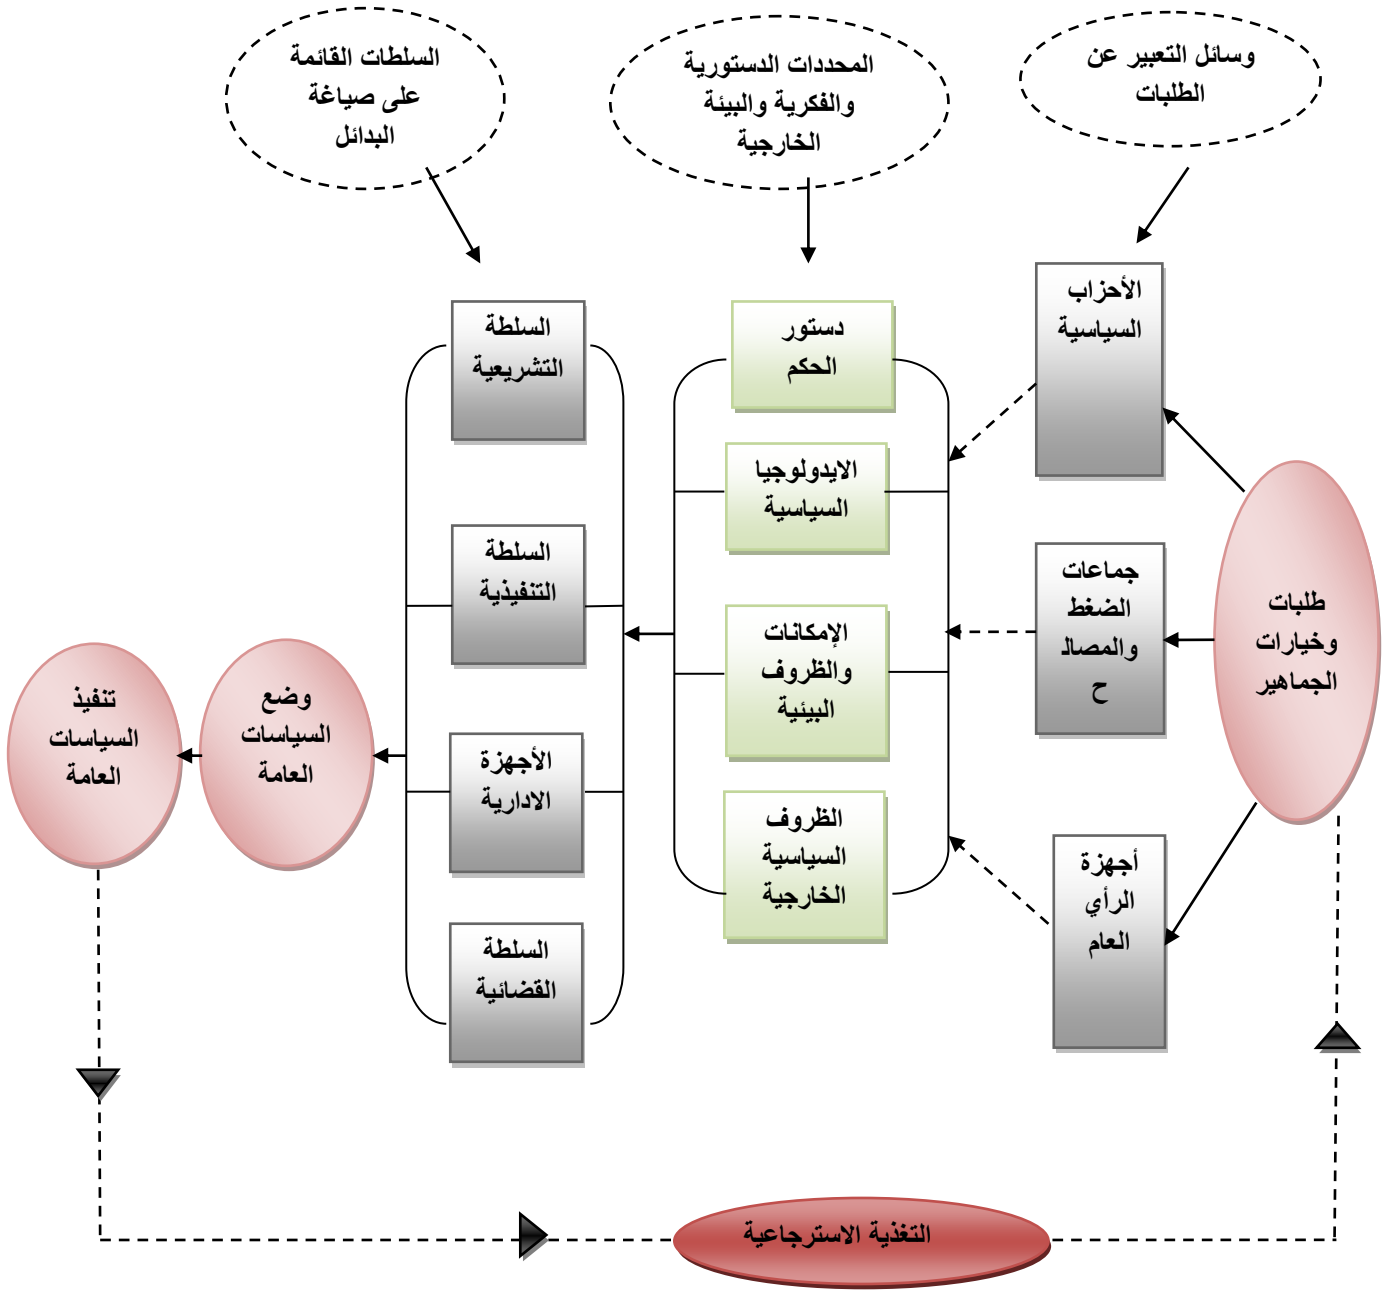 وسائل التعبير عن
الطلبات
المحددات الدستورية
والفكرية والبيئة
الخارجية
السلطات القائمة
على صياغة
البدائل
طلبات
وخيارات
الجماهير
الأحزاب
السياسية
جماعات
الضغط
والمصال
ح
أجهزة
الرأي
العام
دستور
الحكم
الايدولوجيا
السياسية
الإمكانات
والظروف
البيئية
الظروف
السياسية
الخارجية
السلطة
التشريعية
السلطة
التنفيذية
الأجهزة
الادارية
السلطة
القضائية
وضع
السياسات
العامة
تنفيذ
السياسات
العامة
التغذية الاسترجاعية